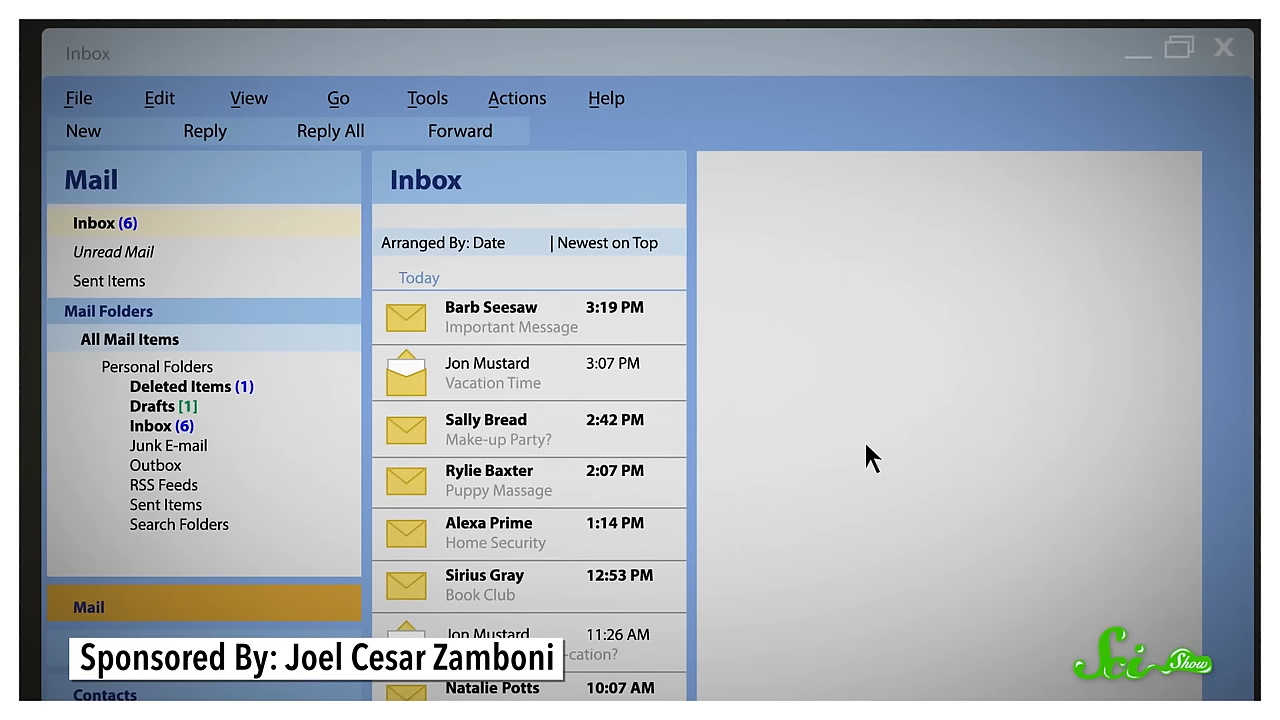 Inbox
File Edit View Go Tools Actions Help
New Reply Reply All Forward
Mail
Inbox (6)
Unread Mail
Sent Items
Mail Folders
All Mail Items
Personal Folders
Deleted Items (1)
Drafts [1]
Inbox (6)
Junk E-mail
Outbox
RSS Feeds
Sent Items
Search Folders
Mail
Contacts
Inbox
Arranged By: Date | Newest on Top
Today
Barb Seesaw 3:19 PM
Important Message
Jon Mustard 3:07 PM
Vacation Time
Sally Bread 2:42 PM
Make-up Party?
Rylie Baxter 2:07 PM
Puppy Massage
Alexa Prime 1:14 PM
Home Security
Sirius Gray 12:53 PM
Book Club
Jon Mustard 11:26 AM
Natalie Potts 10:07 AM
Sponsored By: Joel Cesar Zamboni
Sci Show